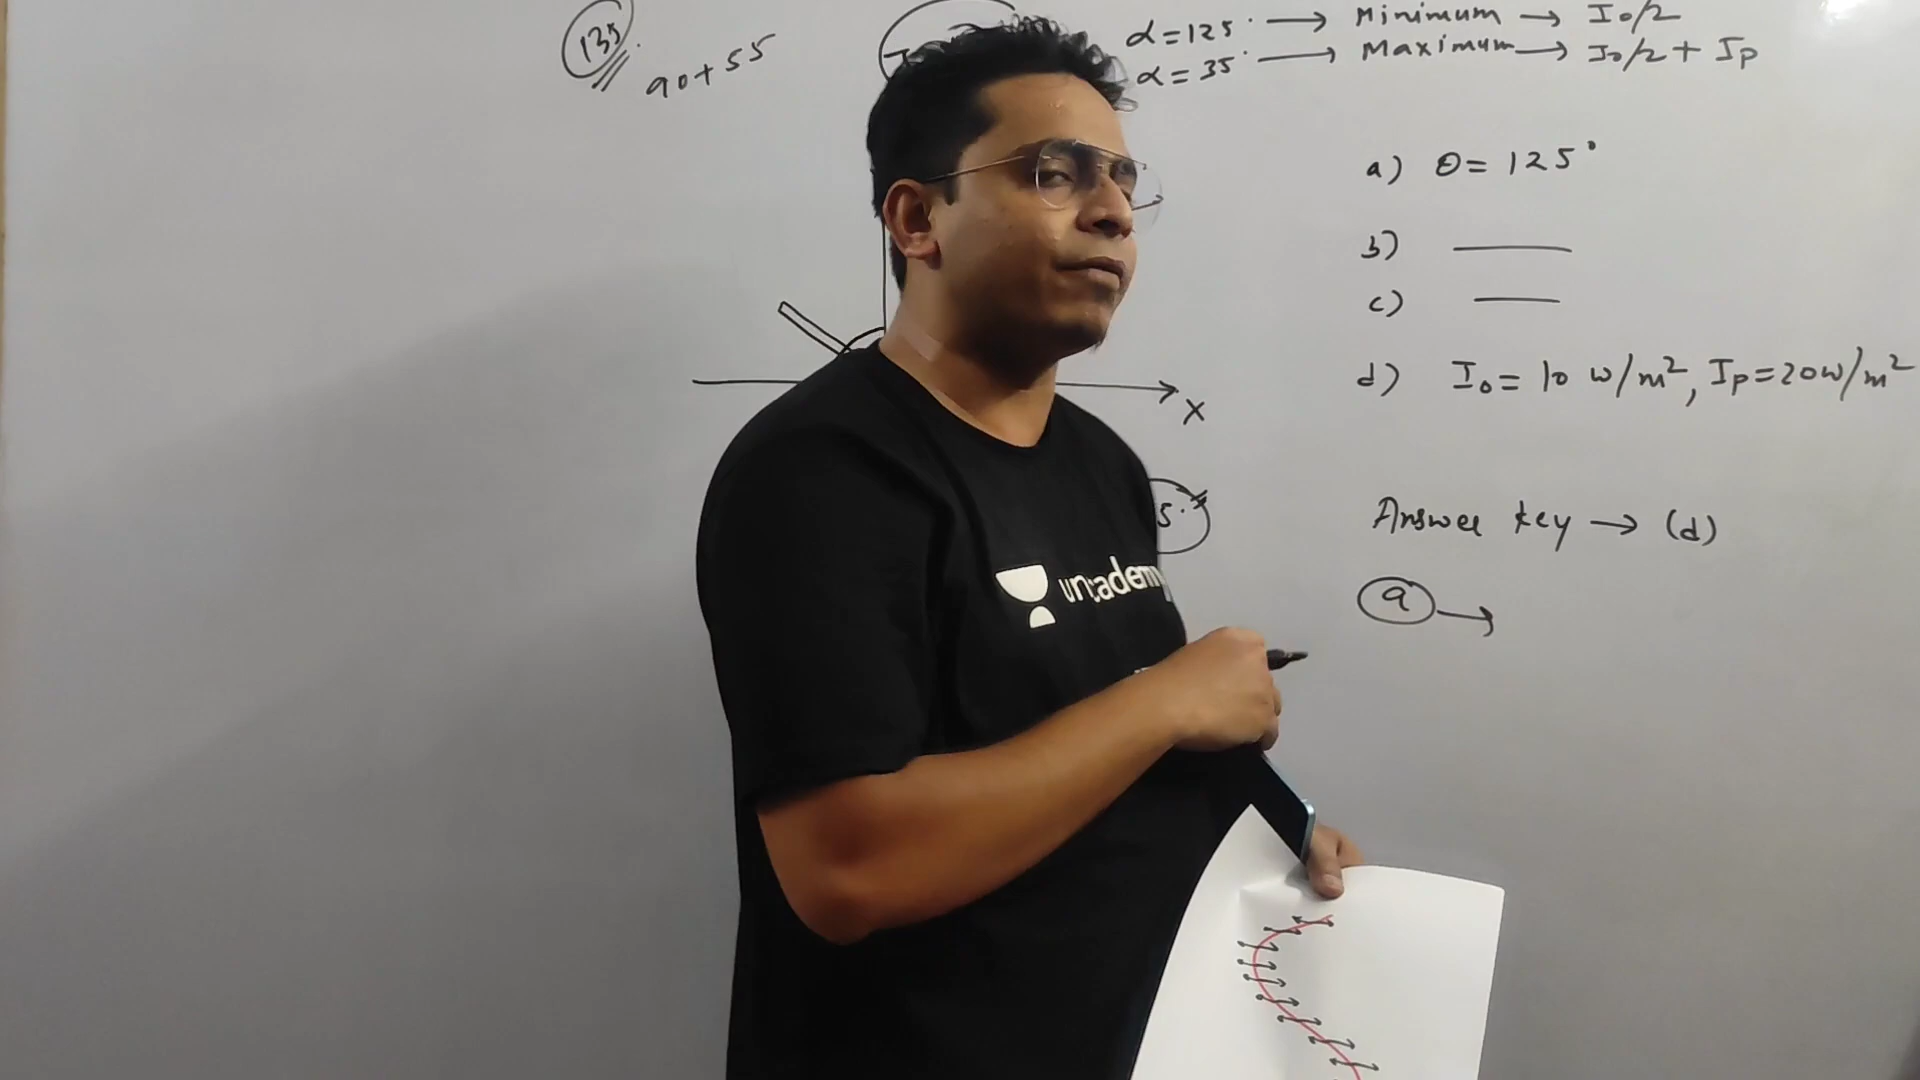 135
90+55
α=125° → Minimum → I0/2
α=35° → Maximum → I0/2 + Ip
a) θ= 125°
b)
c)
d) I0= 10 w/m², Ip=20w/m²
X
5°
Answer key → (d)
unacademy
a →